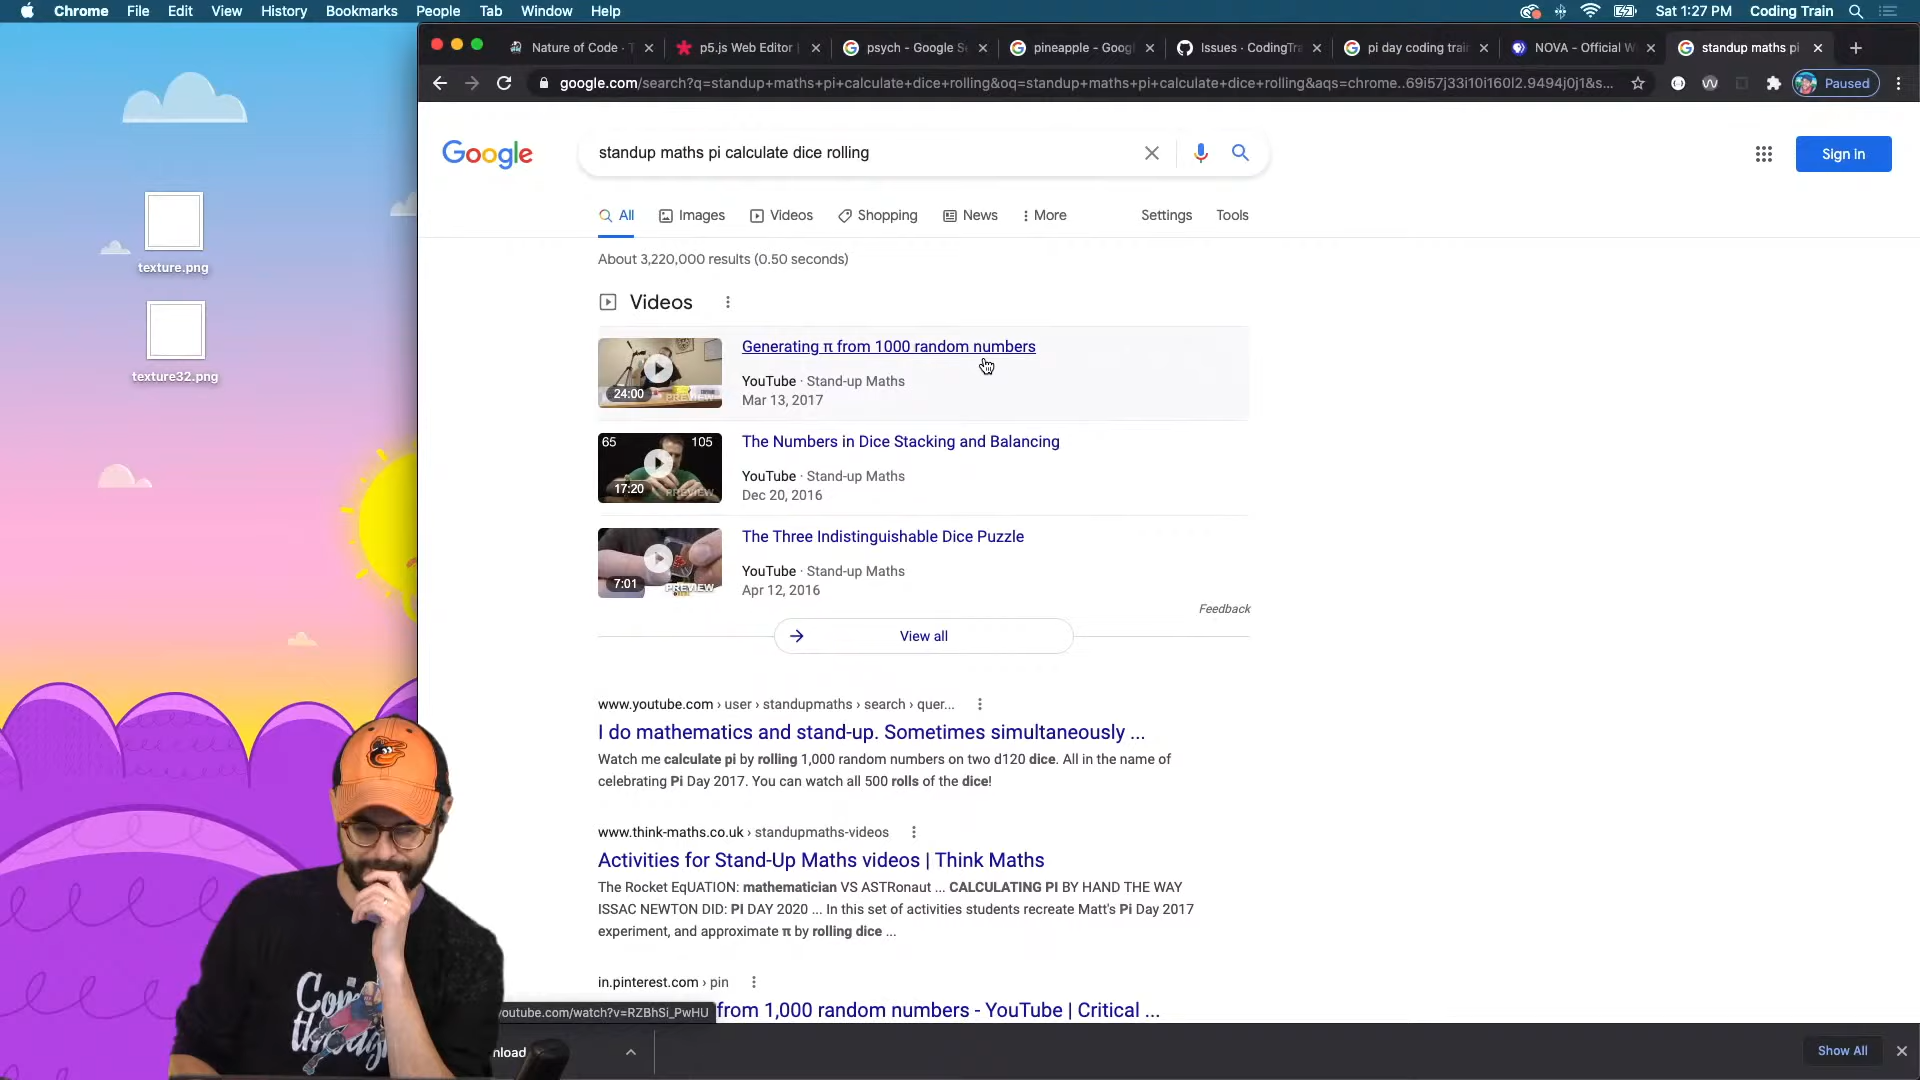 Chrome File Edit View History Bookmarks People Tab Window Help
Sat 1:27 PM Coding Train
Nature of Code - T
p5.js Web Editor
psych - Google Se
pineapple - Goog
Issues · CodingTra
pi day coding train
NOVA - Official W
standup maths pi
google.com/search?q=standup+maths+pi+calculate+dice+rolling&oq=standup+maths+pi+calculate+dice+rolling&aqs=chrome..69i57j33i10i160l2.9494j0j1&s...
Paused
Google
standup maths pi calculate dice rolling
Sign in
All Images Videos Shopping News More Settings Tools
About 3,220,000 results (0.50 seconds)
Videos
Generating π from 1000 random numbers
YouTube · Stand-up Maths
Mar 13, 2017
24:00
PREVIEW
The Numbers in Dice Stacking and Balancing
YouTube · Stand-up Maths
Dec 20, 2016
65 105
17:20
PREVIEW
The Three Indistinguishable Dice Puzzle
YouTube · Stand-up Maths
Apr 12, 2016
7:01
PREVIEW
Feedback
View all
www.youtube.com › user › standupmaths › search › quer...
I do mathematics and stand-up. Sometimes simultaneously ...
Watch me calculate pi by rolling 1,000 random numbers on two d120 dice. All in the name of
celebrating Pi Day 2017. You can watch all 500 rolls of the dice!
www.think-maths.co.uk › standupmaths-videos
Activities for Stand-Up Maths videos | Think Maths
The Rocket EqUATION: mathematician VS ASTRonaut ... CALCULATING PI BY HAND THE WAY
ISSAC NEWTON DID: PI DAY 2020 ... In this set of activities students recreate Matt's Pi Day 2017
experiment, and approximate π by rolling dice ...
in.pinterest.com › pin
from 1,000 random numbers - YouTube | Critical ...
outube.com/watch?v=RZBhSi_PwHU
nload
Show All
texture.png
texture32.png